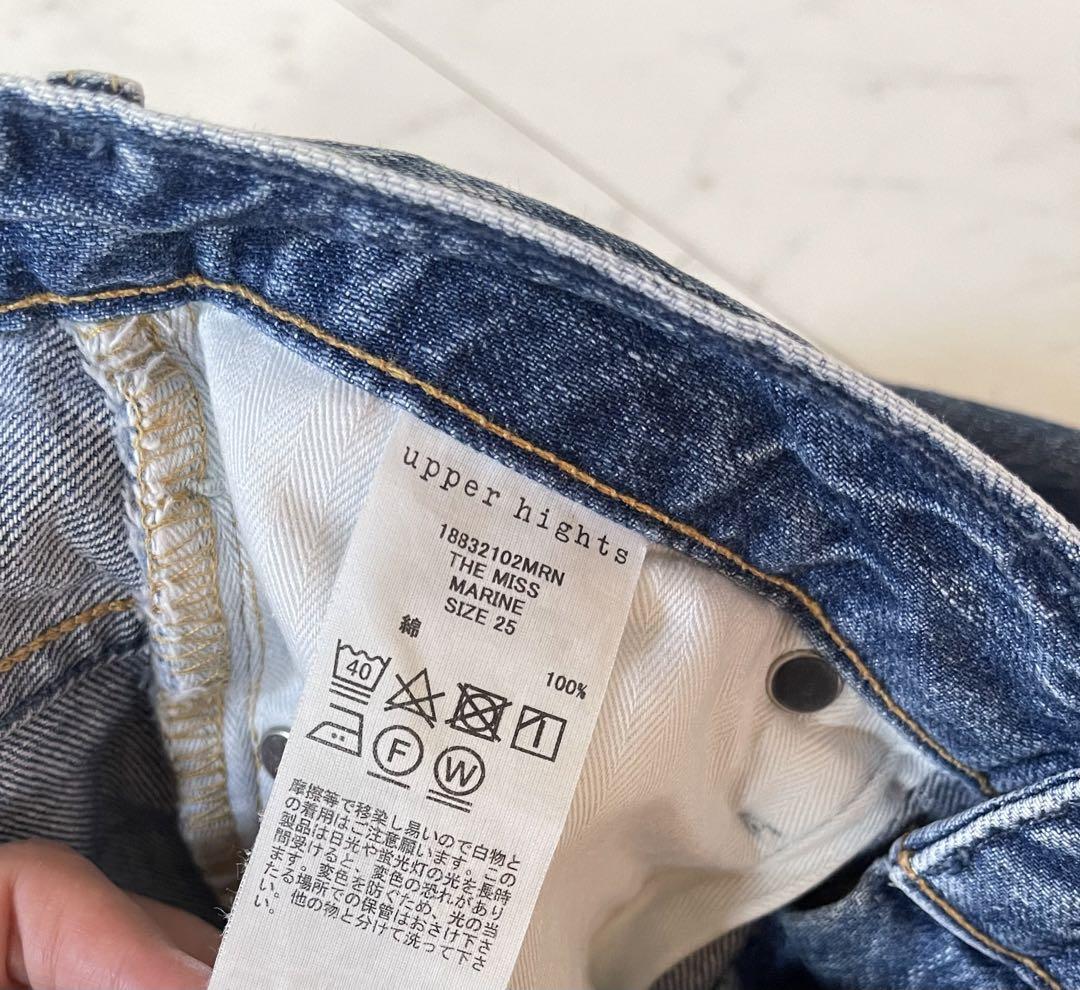 upper hights
18B32102MRN
THE MISS
MARINE
SIZE 25
綿
100%
40
F
W
摩擦等で移染し易いので白物と
の着用はご注意願います。この
製品は日光や蛍光灯の光を長時
間受けると、変色の恐れがあり
ます。変色を防ぐため、光の当
たる場所での保管はおさけ下さ
い。他の物と分けて洗って下さ
い。